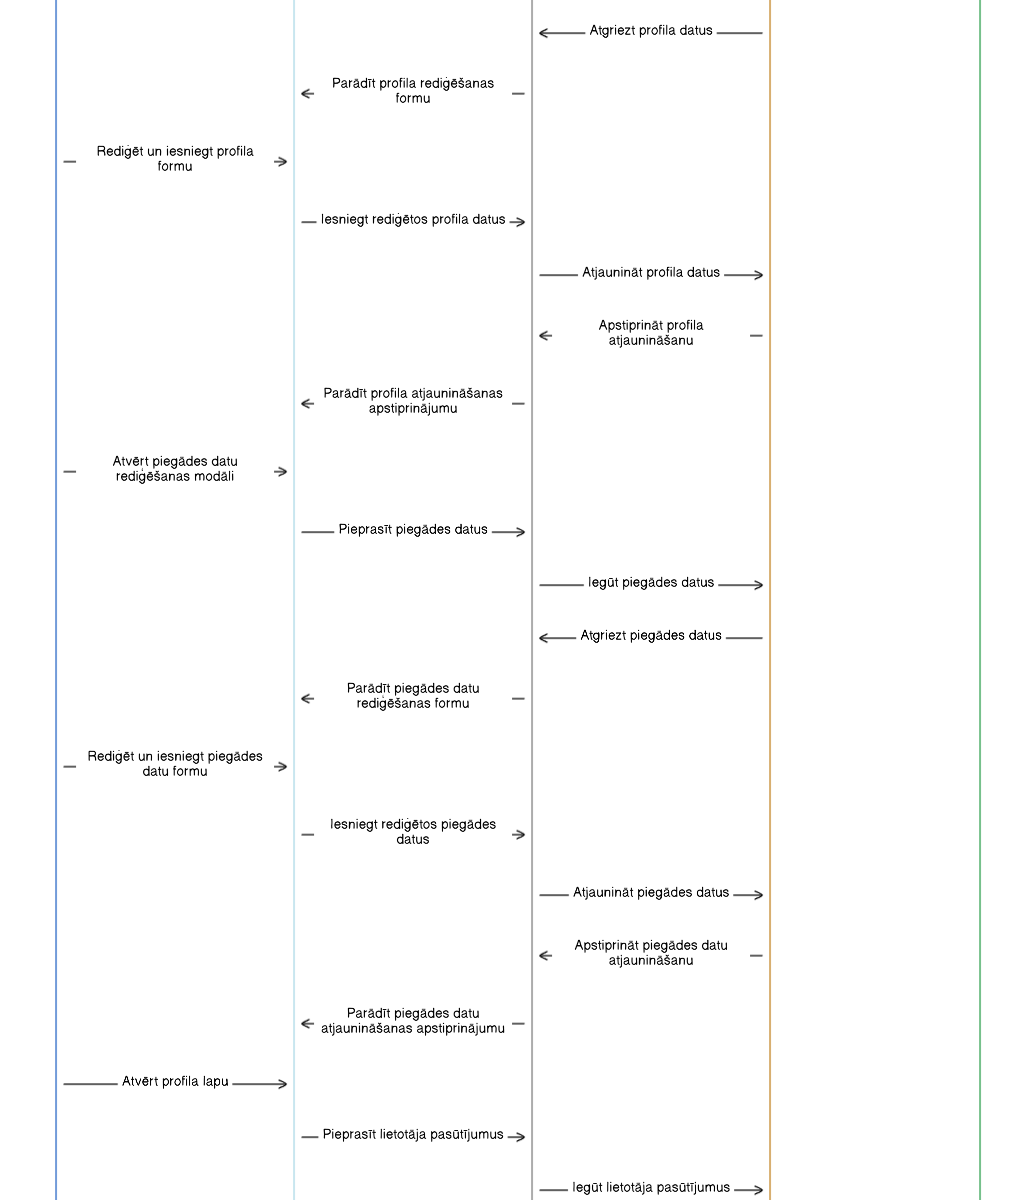 Atgriezt profila datus
Parādīt profila rediģēšanas
formu
Rediģēt un iesniegt profila
formu
Iesniegt rediģētos profila datus
Atjaunināt profila datus
Apstiprināt profila
atjaunināšanu
Parādīt profila atjaunināšanas
apstiprinājumu
Atvērt piegādes datu
rediģēšanas modāli
Pieprasīt piegādes datus
Iegūt piegādes datus
Atgriezt piegādes datus
Parādīt piegādes datu
rediģēšanas formu
Rediģēt un iesniegt piegādes
datu formu
Iesniegt rediģētos piegādes
datus
Atjaunināt piegādes datus
Apstiprināt piegādes datu
atjaunināšanu
Parādīt piegādes datu
atjaunināšanas apstiprinājumu
Atvērt profila lapu
Pieprasīt lietotāja pasūtījumus
Iegūt lietotāja pasūtījumus